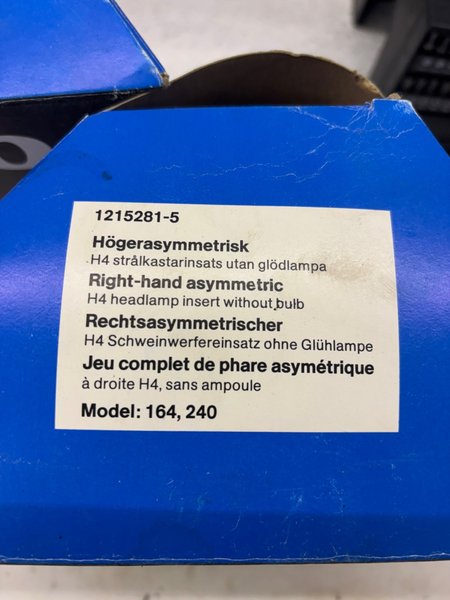 1215281-5
Högerasymmetrisk
H4 strålkastarinsats utan glödlampa
Right-hand asymmetric
H4 headlamp insert without bulb
Rechtsasymmetrischer
H4 Schweinwerfereinsatz ohne Glühlampe
Jeu complet de phare asymétrique
à droite H4, sans ampoule
Model: 164, 240